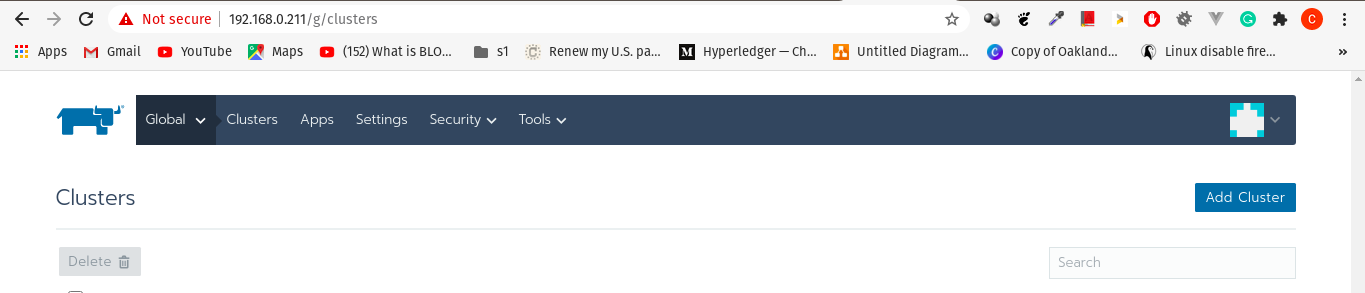 Not secure 192.168.0.211/g/clusters C
Apps Gmail YouTube Maps (152) What is BLO... s1 Renew my U.S. pa... Hyperledger — Ch... Untitled Diagram... Copy of Oakland... Linux disable fire... »
Global Clusters Apps Settings Security Tools
Clusters Add Cluster
Delete Search